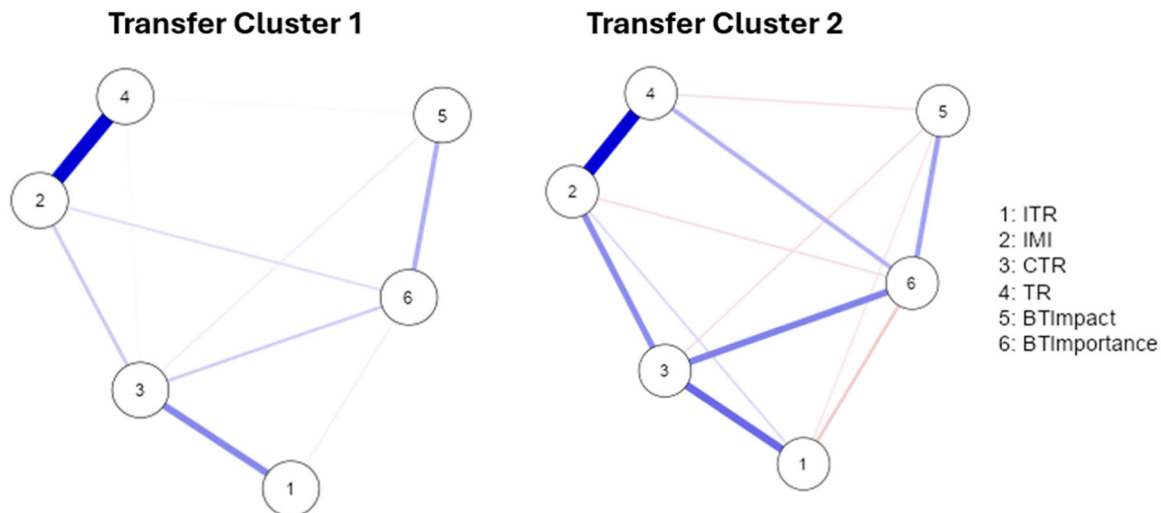 Transfer Cluster 1
4
5
2
6
3
1
Transfer Cluster 2
4
5
2
6
3
1
1: ITR
2: IMI
3: CTR
4: TR
5: BTImpact
6: BTImportance